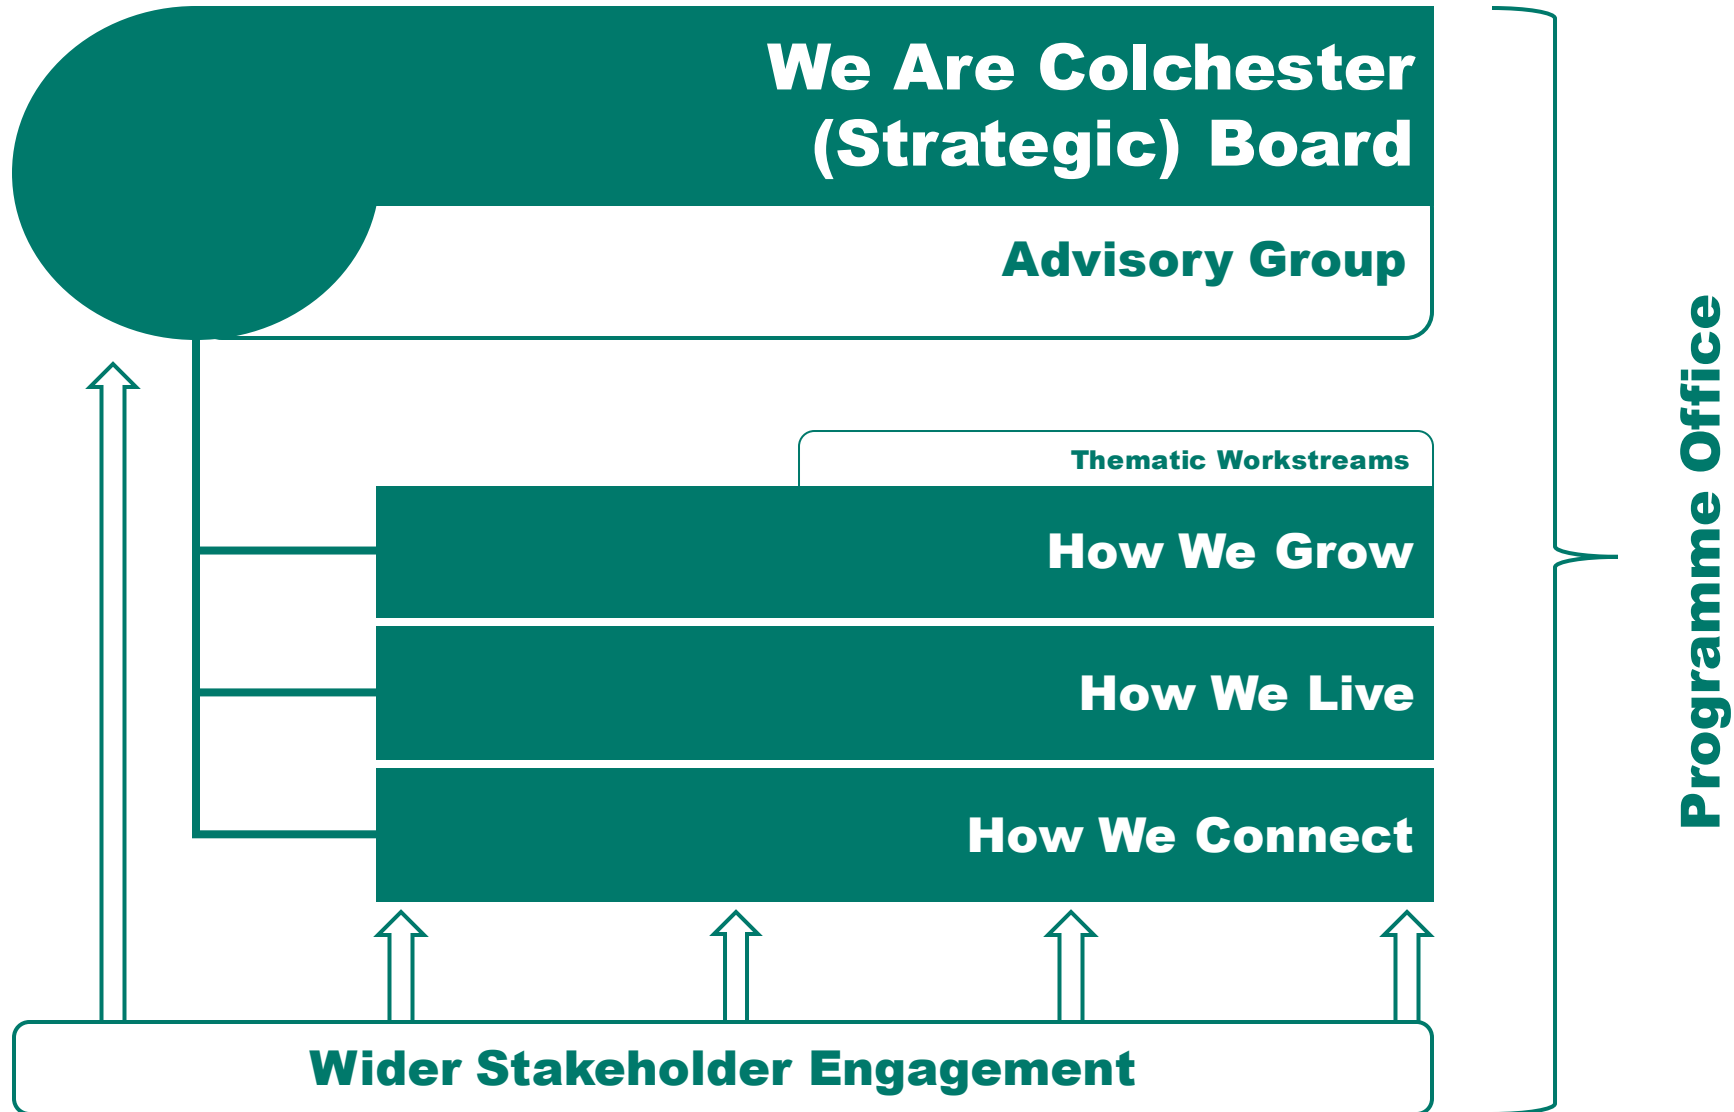 We Are Colchester
(Strategic) Board
Advisory Group
Thematic Workstreams
How We Grow
How We Live
How We Connect
Wider Stakeholder Engagement
Programme Office